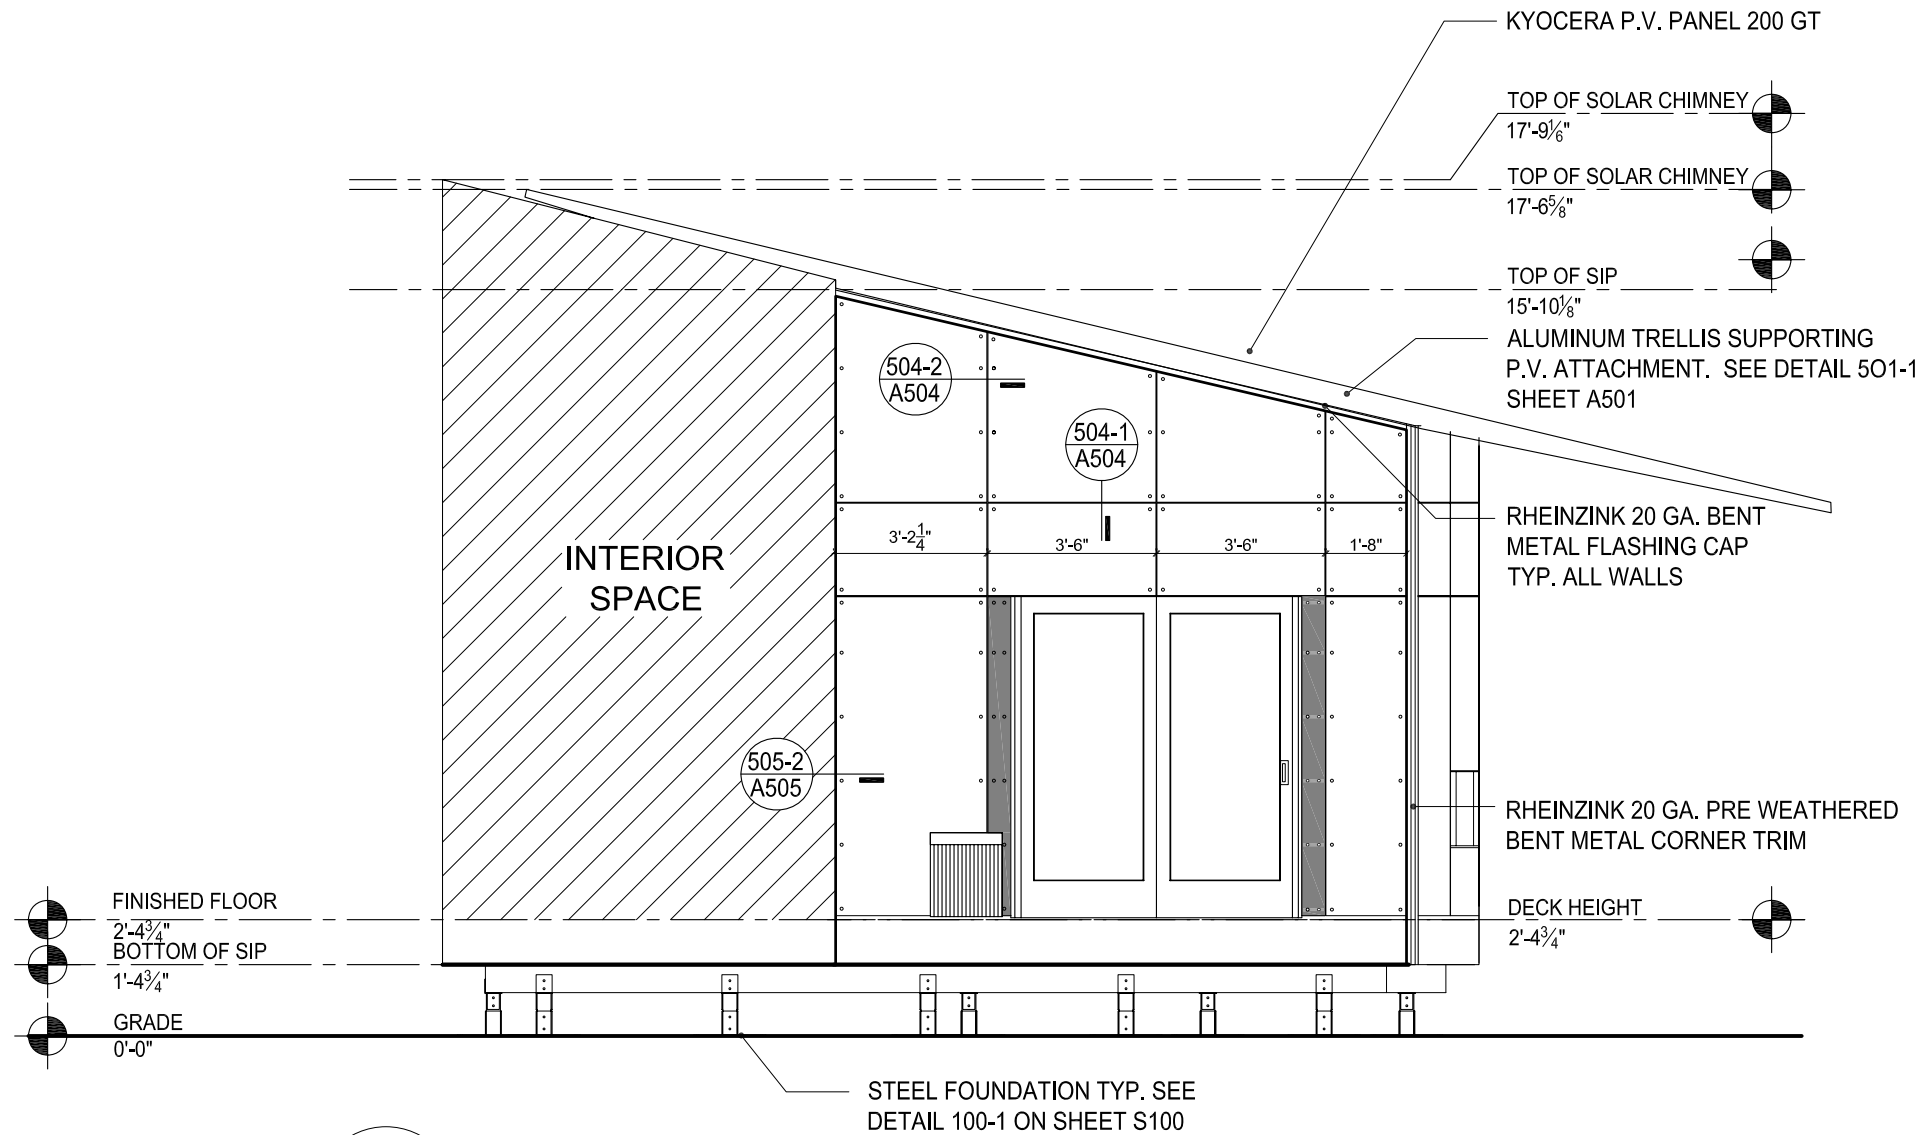 KYOCERA P.V. PANEL 200 GT
TOP OF SOLAR CHIMNEY
17'-9⅙"
TOP OF SOLAR CHIMNEY
17'-6⅝"
TOP OF SIP
15'-10⅛"
ALUMINUM TRELLIS SUPPORTING
P.V. ATTACHMENT. SEE DETAIL 5O1-1
SHEET A501
504-2
A504
504-1
A504
RHEINZINK 20 GA. BENT
METAL FLASHING CAP
TYP. ALL WALLS
3'-2¼"
3'-6"
3'-6"
1'-8"
INTERIOR
SPACE
505-2
A505
RHEINZINK 20 GA. PRE WEATHERED
BENT METAL CORNER TRIM
FINISHED FLOOR
2'-4¾"
BOTTOM OF SIP
1'-4¾"
GRADE
0'-0"
DECK HEIGHT
2'-4¾"
STEEL FOUNDATION TYP. SEE
DETAIL 100-1 ON SHEET S100